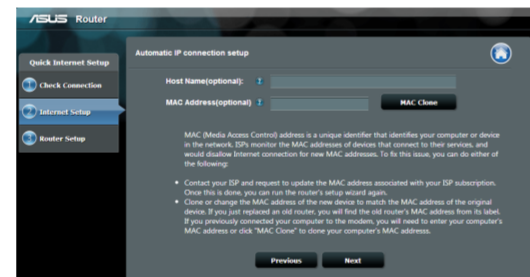 ASUS Router
Quick Internet Setup
Automatic IP connection setup
1 Check Connection
Host Name(optional):
2 Internet Setup
MAC Address(optional)
MAC Clone
3 Router Setup
MAC (Media Access Control) address is a unique identifier that identifies your computer or device
in the network. ISPs monitor the MAC addresses of devices that connect to their services, and
would disallow Internet connection for new MAC addresses. To fix this issue, you can do either of
the following:
• Contact your ISP and request to update the MAC address associated with your ISP subscription.
Once this is done, you can run the router's setup wizard again.
• Clone or change the MAC address of the new device to match the MAC address of the original
device. If you just replaced an old router, you will find the old router's MAC address from its label.
If you previously connected your computer to the modem, you will need to enter your computer's
MAC address or click "MAC Clone" to clone your computer's MAC addresss.
Previous
Next